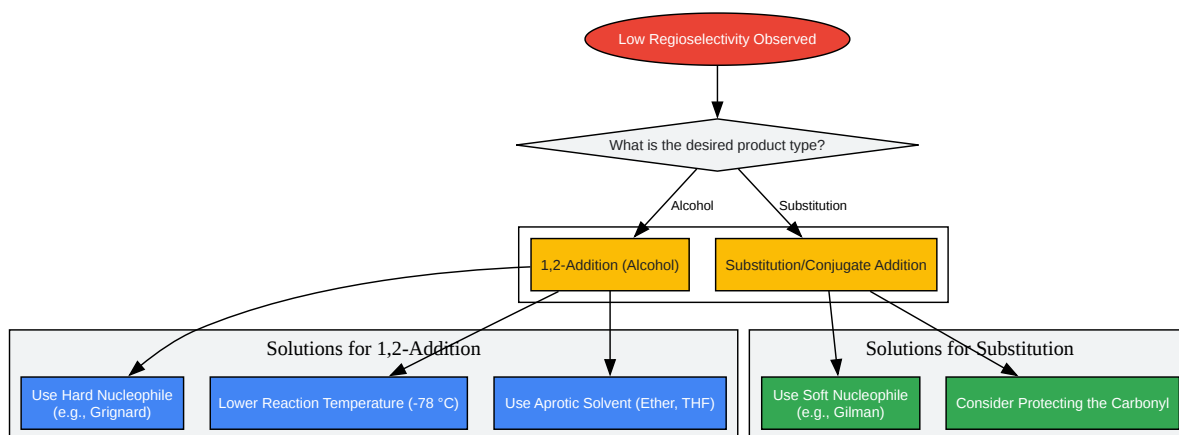 Low Regioselectivity Observed
What is the desired product type?
Alcohol
Substitution
1,2-Addition (Alcohol)
Substitution/Conjugate Addition
Solutions for 1,2-Addition
Solutions for Substitution
Use Hard Nucleophile
(e.g., Grignard)
Lower Reaction Temperature (-78 °C)
Use Aprotic Solvent (Ether, THF)
Use Soft Nucleophile
(e.g., Gilman)
Consider Protecting the Carbonyl